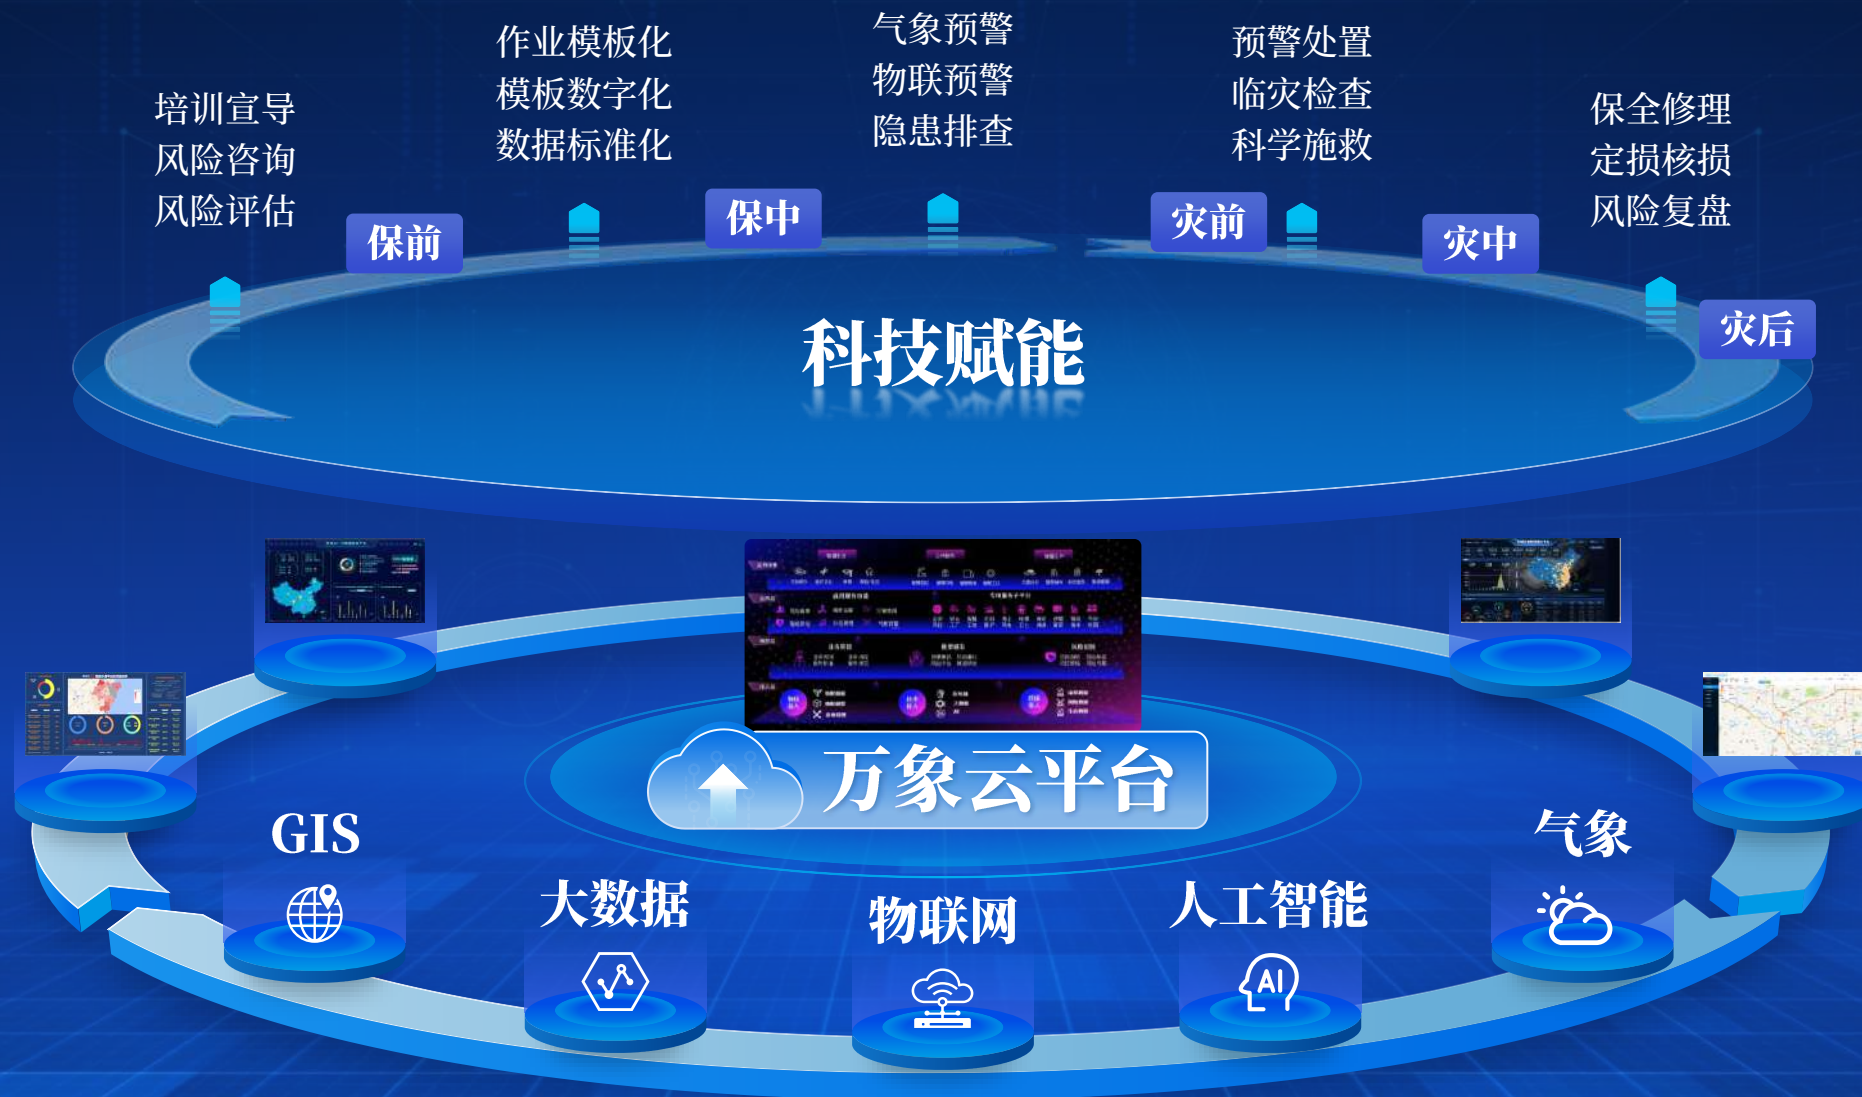 培训宣导
风险咨询
风险评估
作业模板化
模板数字化
数据标准化
气象预警
物联预警
隐患排查
预警处置
临灾检查
科学施救
保全修理
定损核损
风险复盘
保前
保中
灾前
灾中
灾后
科技赋能
万象云平台
GIS
大数据
物联网
人工智能
AI
气象